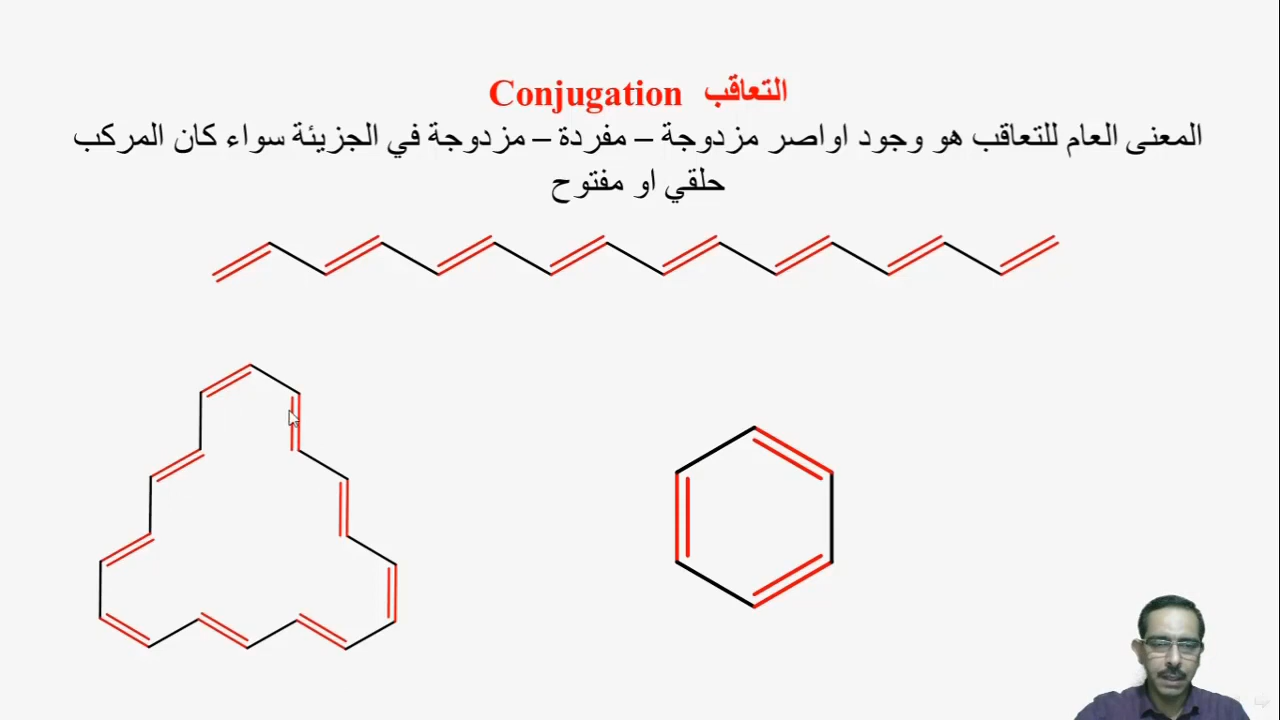 التعاقب Conjugation
المعنى العام للتعاقب هو وجود اواصر مزدوجة – مفردة – مزدوجة في الجزيئة سواء كان المركب
حلقي او مفتوح